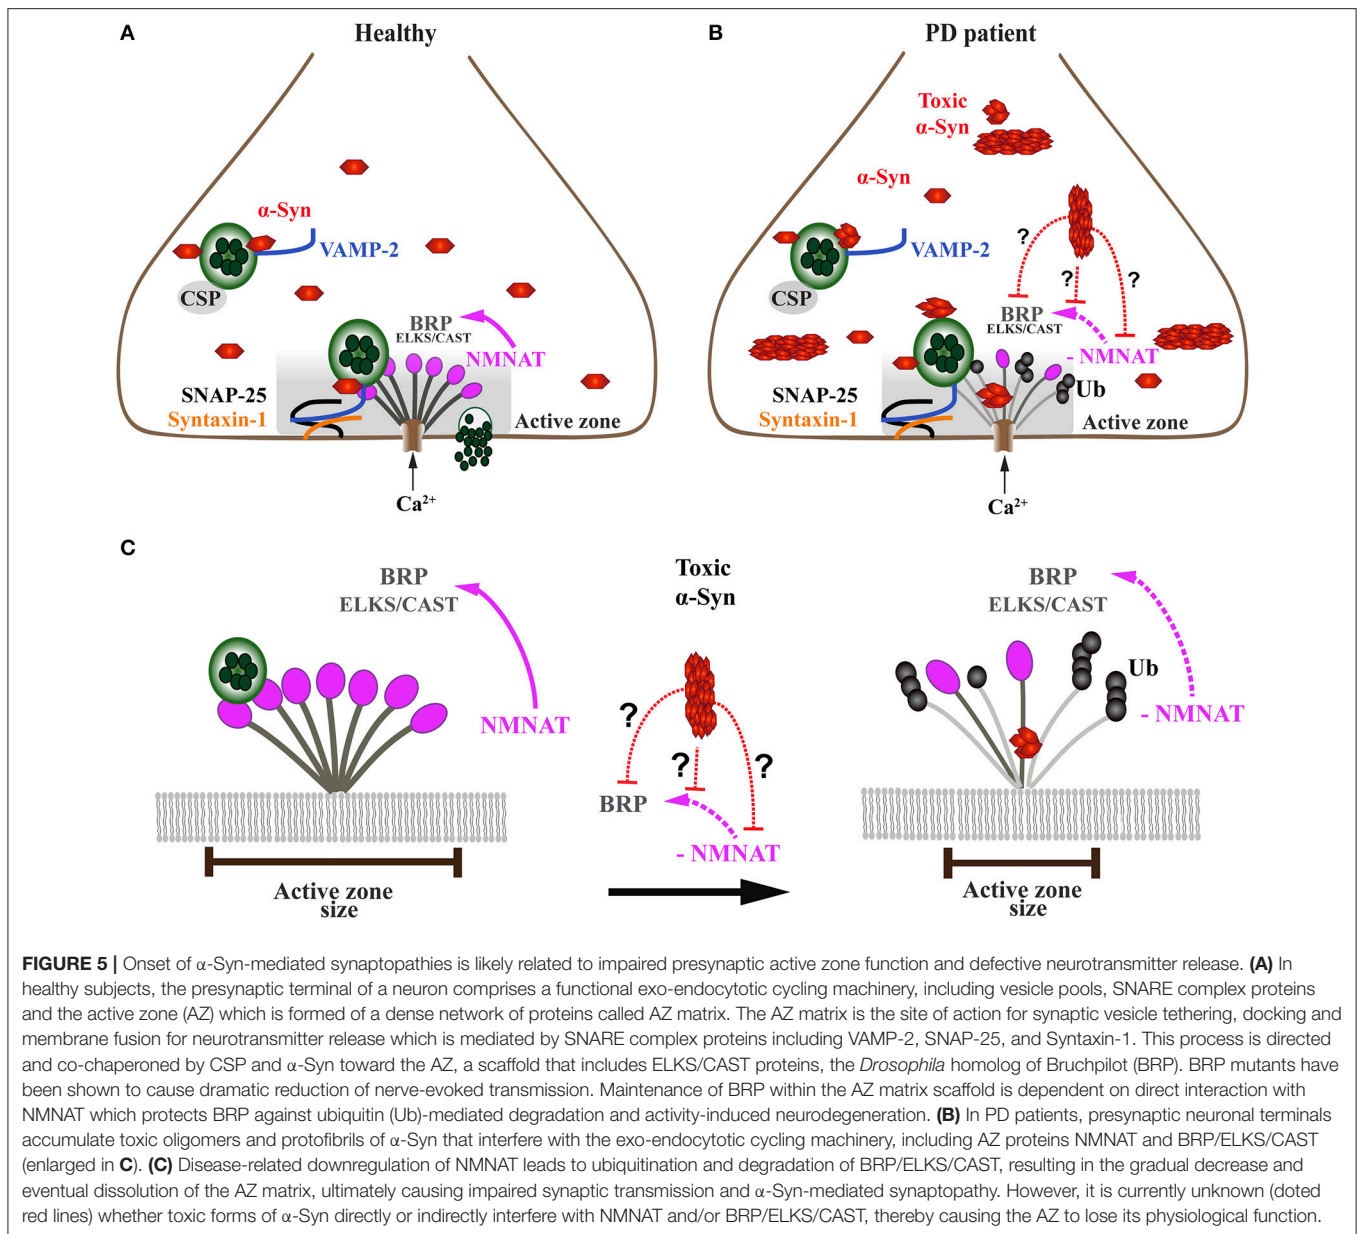 A
Healthy
α-Syn
VAMP-2
CSP
BRP
ELKS/CAST
NMNAT
SNAP-25
Syntaxin-1
Active zone
Ca²⁺
B
PD patient
Toxic
α-Syn
α-Syn
VAMP-2
CSP
?
?
?
BRP
ELKS/CAST
- NMNAT
Ub
SNAP-25
Syntaxin-1
Active zone
Ca²⁺
C
BRP
ELKS/CAST
NMNAT
Active zone
size
Toxic
α-Syn
?
?
?
BRP
- NMNAT
BRP
ELKS/CAST
Ub
- NMNAT
Active zone
size
FIGURE 5 | Onset of α-Syn-mediated synaptopathies is likely related to impaired presynaptic active zone function and defective neurotransmitter release. (A) In
healthy subjects, the presynaptic terminal of a neuron comprises a functional exo-endocytotic cycling machinery, including vesicle pools, SNARE complex proteins
and the active zone (AZ) which is formed of a dense network of proteins called AZ matrix. The AZ matrix is the site of action for synaptic vesicle tethering, docking and
membrane fusion for neurotransmitter release which is mediated by SNARE complex proteins including VAMP-2, SNAP-25, and Syntaxin-1. This process is directed
and co-chaperoned by CSP and α-Syn toward the AZ, a scaffold that includes ELKS/CAST proteins, the Drosophila homolog of Bruchpilot (BRP). BRP mutants have
been shown to cause dramatic reduction of nerve-evoked transmission. Maintenance of BRP within the AZ matrix scaffold is dependent on direct interaction with
NMNAT which protects BRP against ubiquitin (Ub)-mediated degradation and activity-induced neurodegeneration. (B) In PD patients, presynaptic neuronal terminals
accumulate toxic oligomers and protofibrils of α-Syn that interfere with the exo-endocytotic cycling machinery, including AZ proteins NMNAT and BRP/ELKS/CAST
(enlarged in C). (C) Disease-related downregulation of NMNAT leads to ubiquitination and degradation of BRP/ELKS/CAST, resulting in the gradual decrease and
eventual dissolution of the AZ matrix, ultimately causing impaired synaptic transmission and α-Syn-mediated synaptopathy. However, it is currently unknown (doted
red lines) whether toxic forms of α-Syn directly or indirectly interfere with NMNAT and/or BRP/ELKS/CAST, thereby causing the AZ to lose its physiological function.